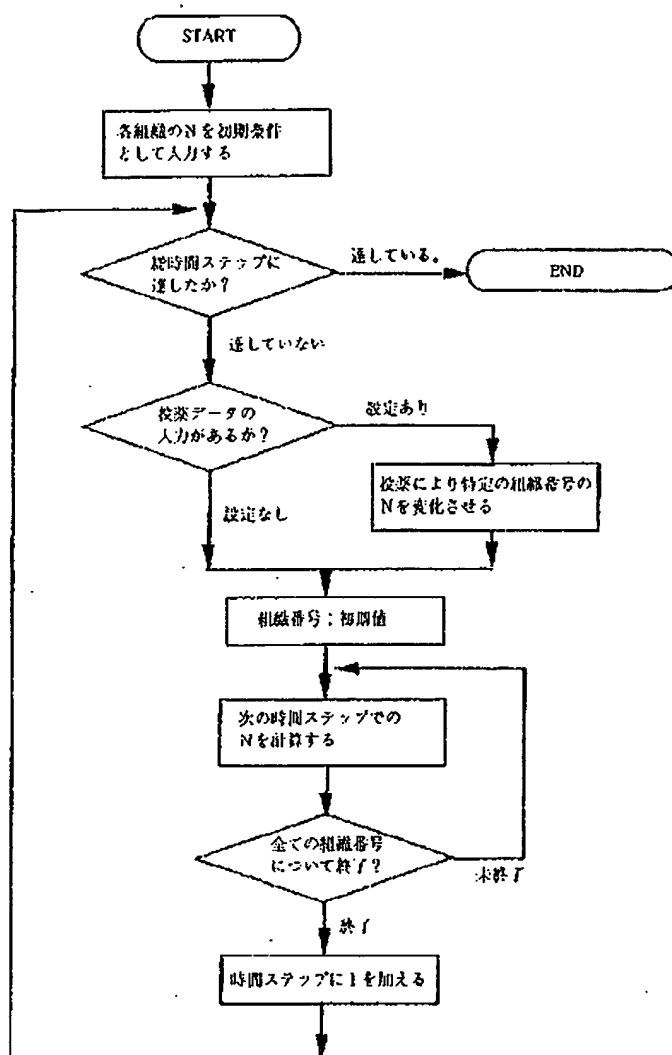 START
各組織のNを初期条件
として入力する
総時間ステップに
達したか？
達している。
END
達していない
投薬データの
入力があるか？
設定あり
投薬により特定の組織番号の
Nを変化させる
設定なし
組織番号：初期値
次の時間ステップでの
Nを計算する
全ての組織番号
について終了？
未終了
終了
時間ステップに1を加える